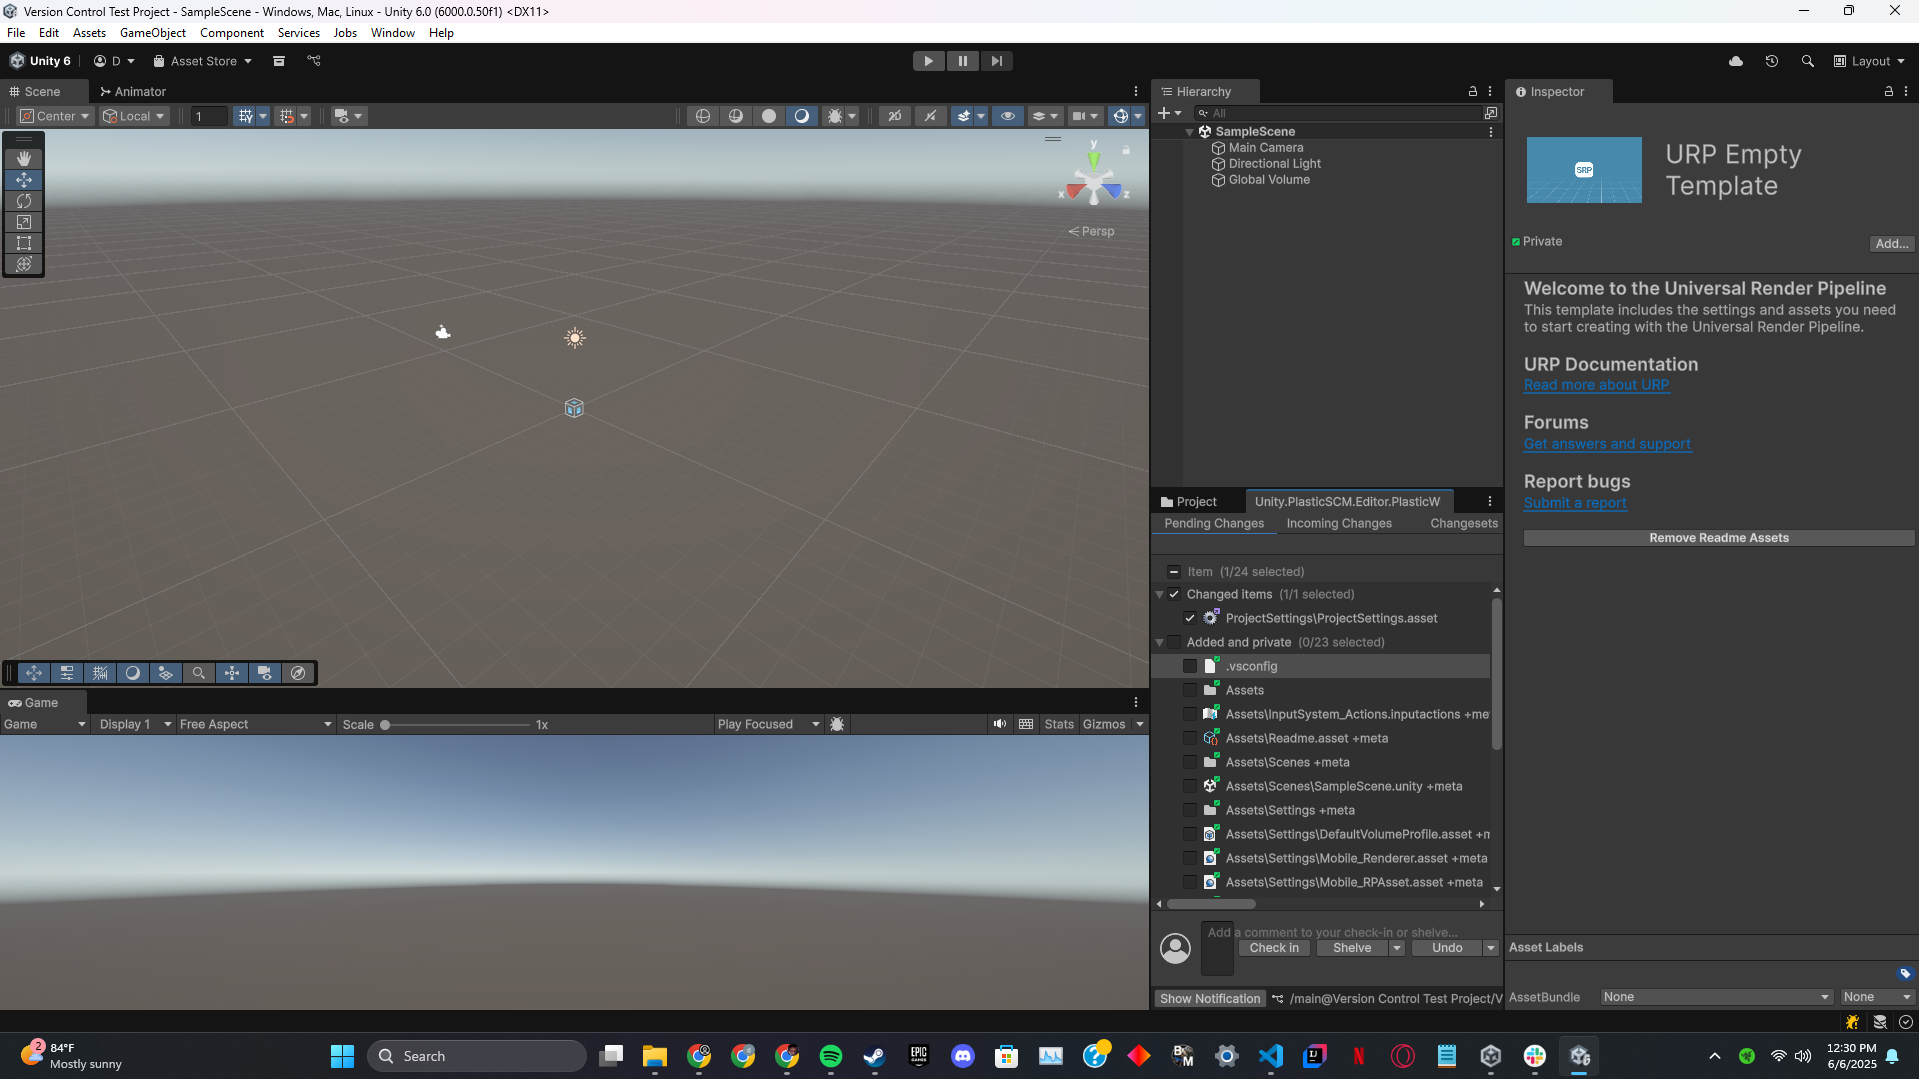 Version Control Test Project - SampleScene - Windows, Mac, Linux - Unity 6.0 (6000.0.50f1) <DX11>
File Edit Assets GameObject Component Services Jobs Window Help
Unity 6 D Asset Store Layout
Scene Animator
Center Local 1
y
x z
Persp
Game
Game Display 1 Free Aspect Scale 1x Play Focused Stats Gizmos
Hierarchy
All
SampleScene
Main Camera
Directional Light
Global Volume
Project Unity.PlasticSCM.Editor.PlasticW
Pending Changes Incoming Changes Changesets
Item (1/24 selected)
Changed items (1/1 selected)
ProjectSettings\ProjectSettings.asset
Added and private (0/23 selected)
.vsconfig
Assets
Assets\InputSystem_Actions.inputactions +me
Assets\Readme.asset +meta
Assets\Scenes +meta
Assets\Scenes\SampleScene.unity +meta
Assets\Settings +meta
Assets\Settings\DefaultVolumeProfile.asset +m
Assets\Settings\Mobile_Renderer.asset +meta
Assets\Settings\Mobile_RPAsset.asset +meta
Add a comment to your check-in or shelve...
Check in Shelve Undo
Show Notification /main@Version Control Test Project/V
Inspector
SRP
URP Empty
Template
Private
Add...
Welcome to the Universal Render Pipeline
This template includes the settings and assets you need
to start creating with the Universal Render Pipeline.
URP Documentation
Read more about URP
Forums
Get answers and support
Report bugs
Submit a report
Remove Readme Assets
Asset Labels
AssetBundle None None
2
84°F
Mostly sunny
Search
EPIC
GAMES
12:30 PM
6/6/2025